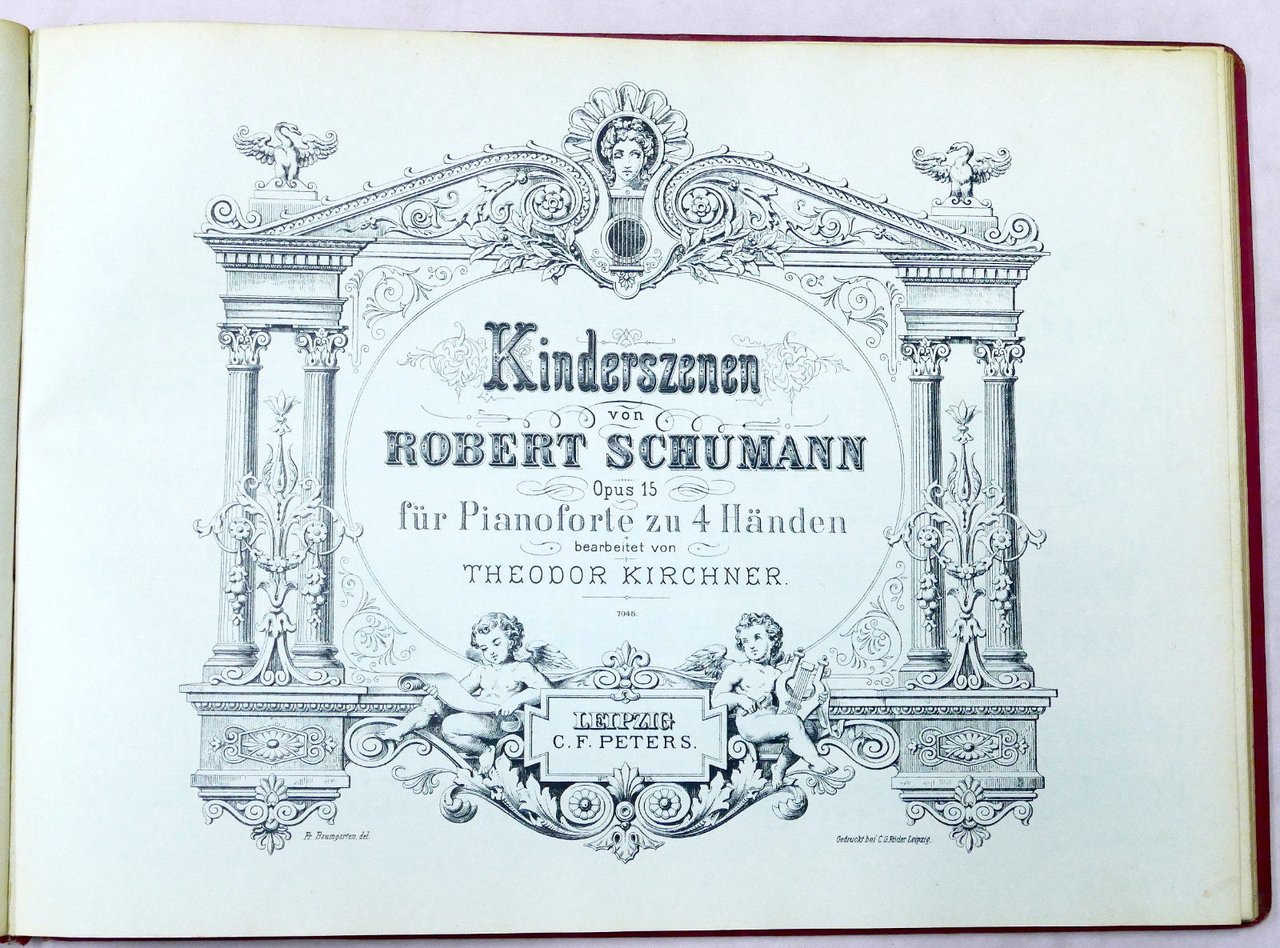 Kinderszenen
von
ROBERT SCHUMANN
Opus 15
für Pianoforte zu 4 Händen
bearbeitet von
THEODOR KIRCHNER.
7048.
LEIPZIG
C. F. PETERS.
Fr. Baumgarten, del.
Gedruckt bei C. G. Röder Leipzig.